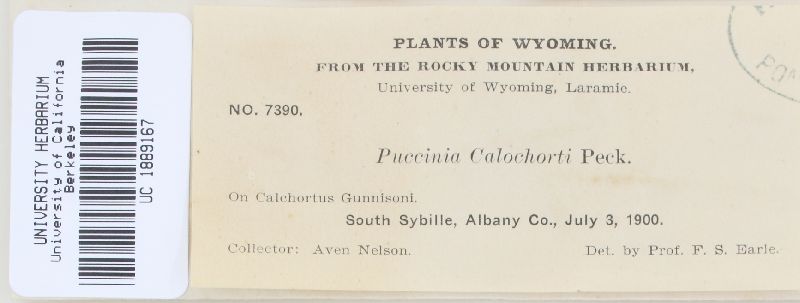 UNIVERSITY HERBARIUM
University of California
Berkeley
UC 1889167
PLANTS OF WYOMING.
FROM THE ROCKY MOUNTAIN HERBARIUM,
University of Wyoming, Laramie.
NO. 7390.
Puccinia Calochorti Peck.
On Calchortus Gunnisoni.
South Sybille, Albany Co., July 3, 1900.
Collector: Aven Nelson.
Det. by Prof. F. S. Earle.